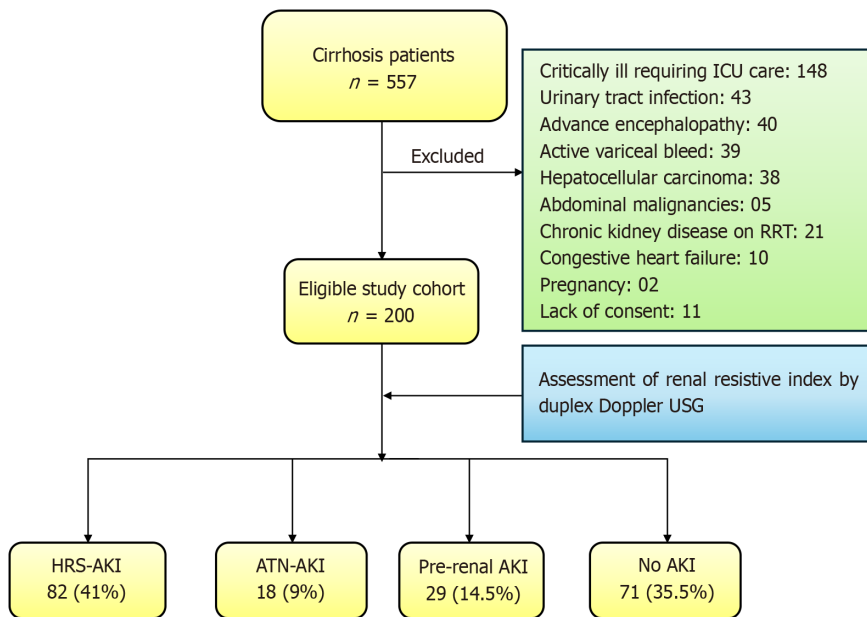 Cirrhosis patients
n = 557
Excluded
Critically ill requiring ICU care: 148
Urinary tract infection: 43
Advance encephalopathy: 40
Active variceal bleed: 39
Hepatocellular carcinoma: 38
Abdominal malignancies: 05
Chronic kidney disease on RRT: 21
Congestive heart failure: 10
Pregnancy: 02
Lack of consent: 11
Eligible study cohort
n = 200
Assessment of renal resistive index by
duplex Doppler USG
HRS-AKI
82 (41%)
ATN-AKI
18 (9%)
Pre-renal AKI
29 (14.5%)
No AKI
71 (35.5%)